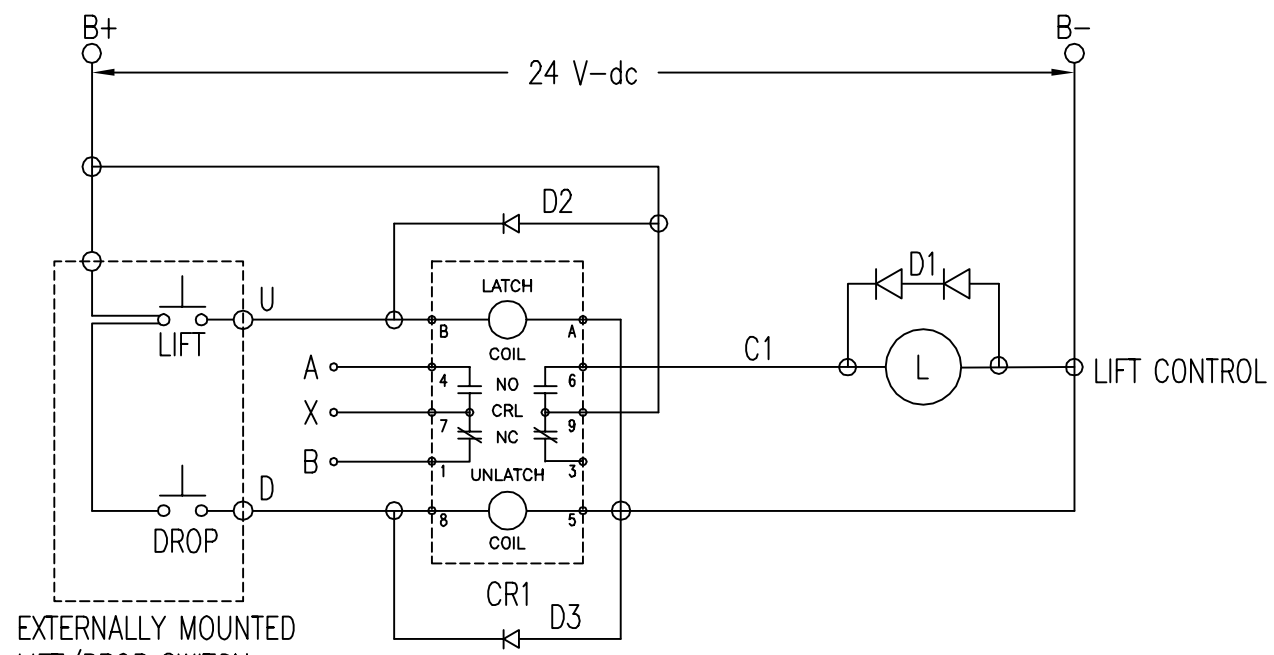 B+
B-
24 V-dc
D2
D1
U
LIFT
LATCH
B
A
COIL
C1
A
4
NO
6
L
LIFT CONTROL
X
CRL
7
9
NC
B
1
3
UNLATCH
D
8
5
DROP
COIL
CR1
D3
EXTERNALLY MOUNTED